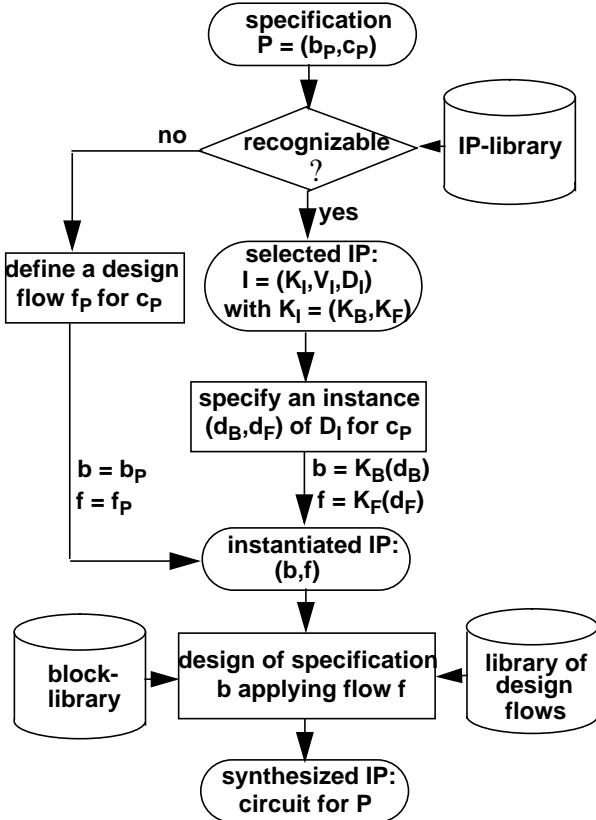 specification
P = (bP,cP)
no
recognizable
?
IP-library
yes
define a design
flow fP for cP
selected IP:
I = (KI,VI,DI)
with KI = (KB,KF)
specify an instance
(dB,dF) of DI for cP
b = bP
f = fP
b = KB(dB)
f = KF(dF)
instantiated IP:
(b,f)
block-
library
design of specification
b applying flow f
library of
design
flows
synthesized IP:
circuit for P